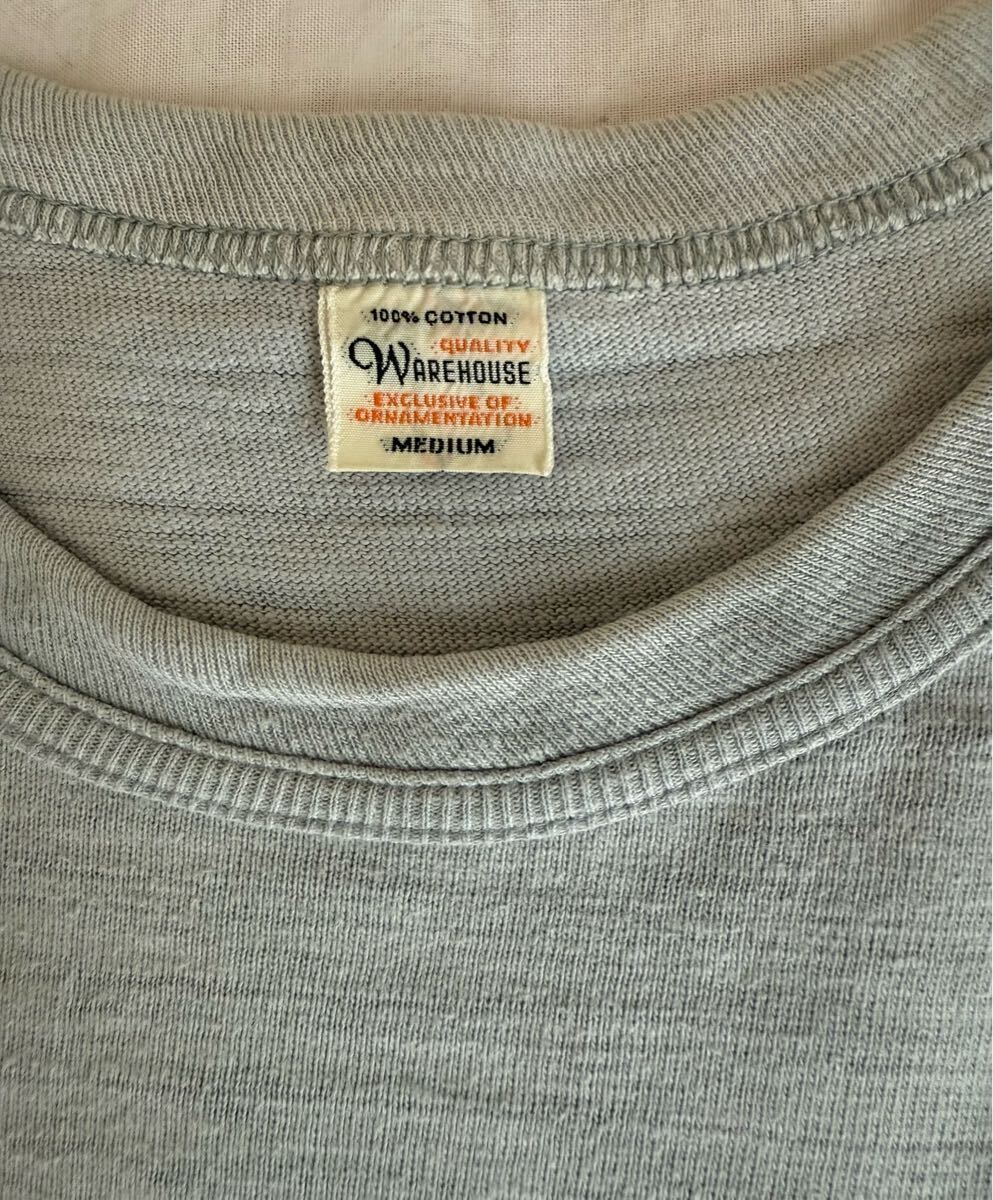 100% COTTON
QUALITY
WAREHOUSE
EXCLUSIVE OF
ORNAMENTATION
MEDIUM